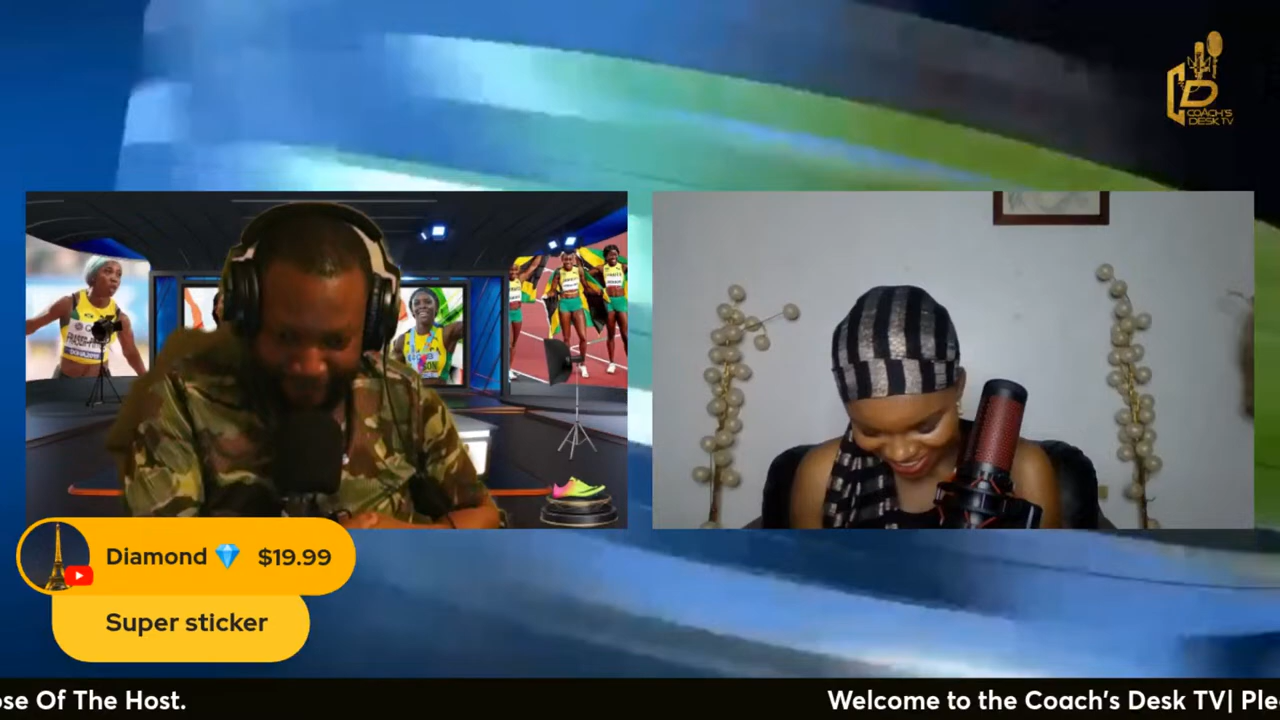 CD
COACH'S
DESK TV
Diamond 💎 $19.99
Super sticker
ose Of The Host.
Welcome to the Coach's Desk TV| Ple